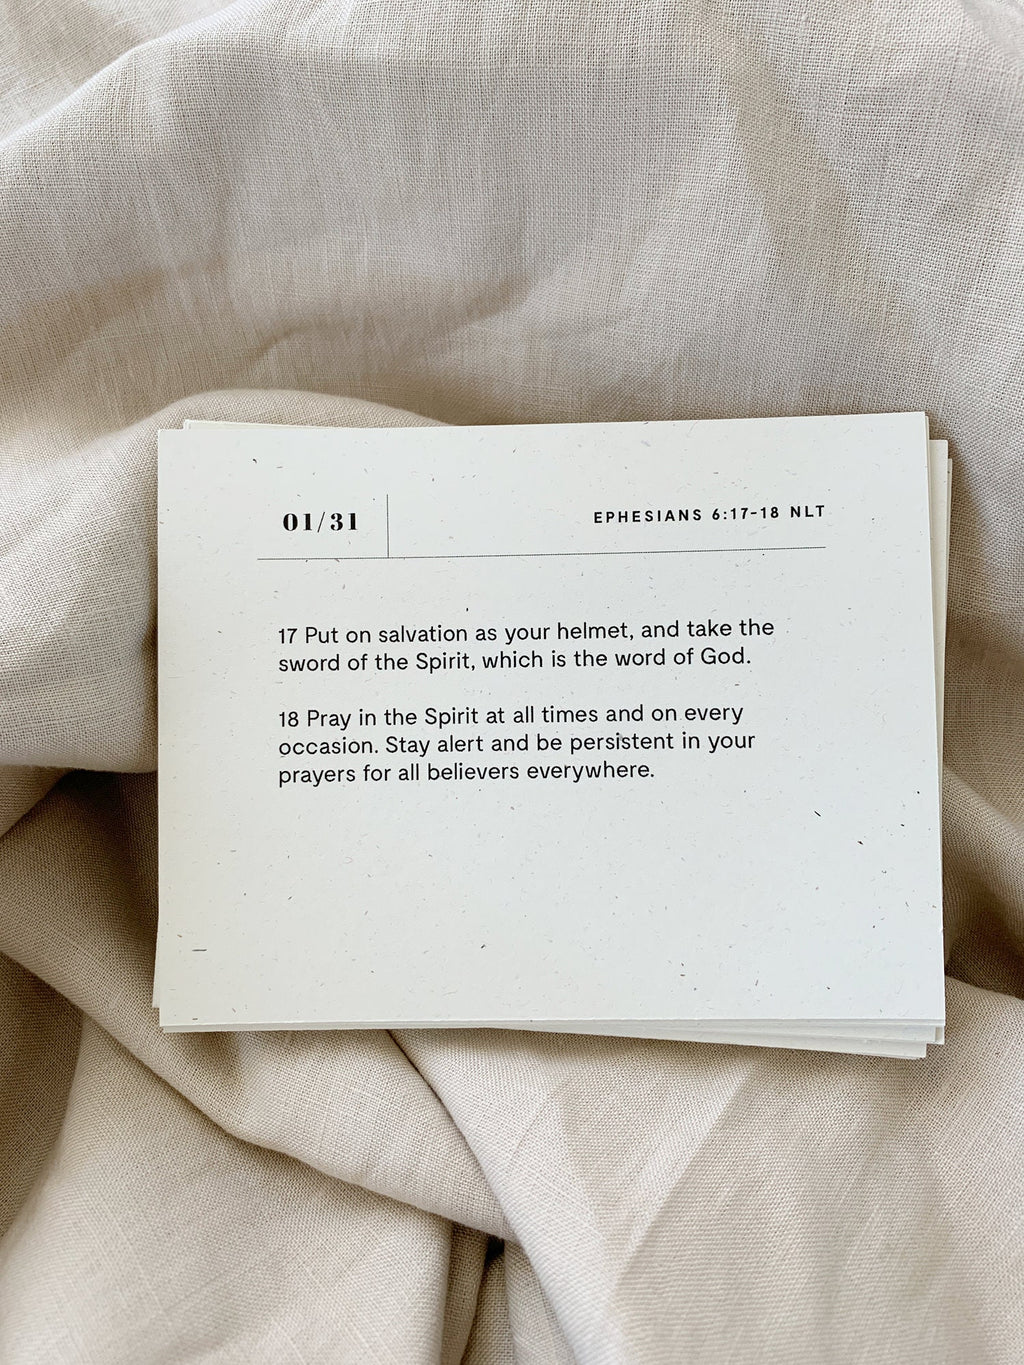 01/31
EPHESIANS 6:17-18 NLT
17 Put on salvation as your helmet, and take the
sword of the Spirit, which is the word of God.
18 Pray in the Spirit at all times and on every
occasion. Stay alert and be persistent in your
prayers for all believers everywhere.